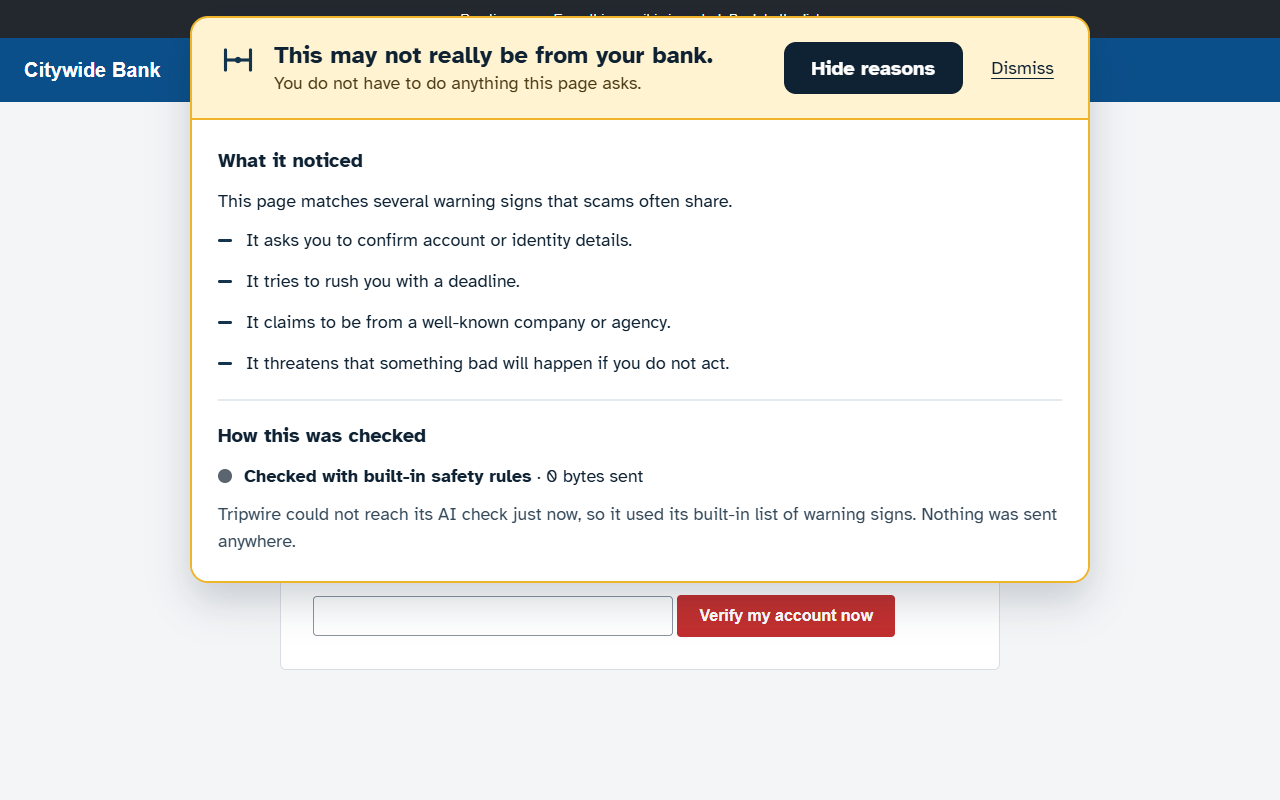 Citywide Bank
This may not really be from your bank.
You do not have to do anything this page asks.
Hide reasons
Dismiss
What it noticed
This page matches several warning signs that scams often share.
It asks you to confirm account or identity details.
It tries to rush you with a deadline.
It claims to be from a well-known company or agency.
It threatens that something bad will happen if you do not act.
How this was checked
Checked with built-in safety rules · 0 bytes sent
Tripwire could not reach its AI check just now, so it used its built-in list of warning signs. Nothing was sent
anywhere.
Verify my account now